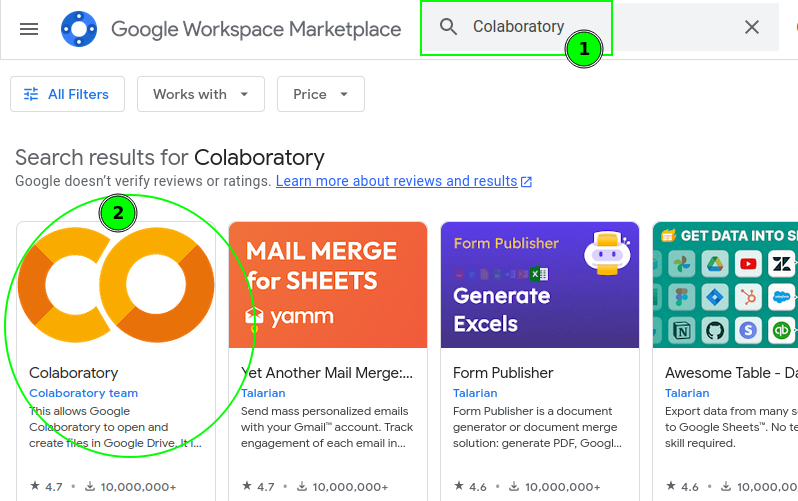 Google Workspace Marketplace
Colaboratory
1
All Filters
Works with
Price
Search results for Colaboratory
Google doesn't verify reviews or ratings. Learn more about reviews and results
2
MAIL MERGE
for SHEETS
yamm
Form Publisher
Generate
Excels
GET DATA INTO S
Colaboratory
Colaboratory team
This allows Google
Colaboratory to open and
create files in Google Drive. It i...
4.7 • 10,000,000+
Yet Another Mail Merge:...
Talarian
Send mass personalized emails
with your Gmail™ account. Track
engagement of each email in...
4.7 • 10,000,000+
Form Publisher
Talarian
Form Publisher is a document
generator or document merge
solution: generate PDF, Googl...
4.6 • 10,000,000+
Awesome Table - Da
Talarian
Export data from many s
to Google Sheets™. No te
skill required.
4.6 • 10,000,00